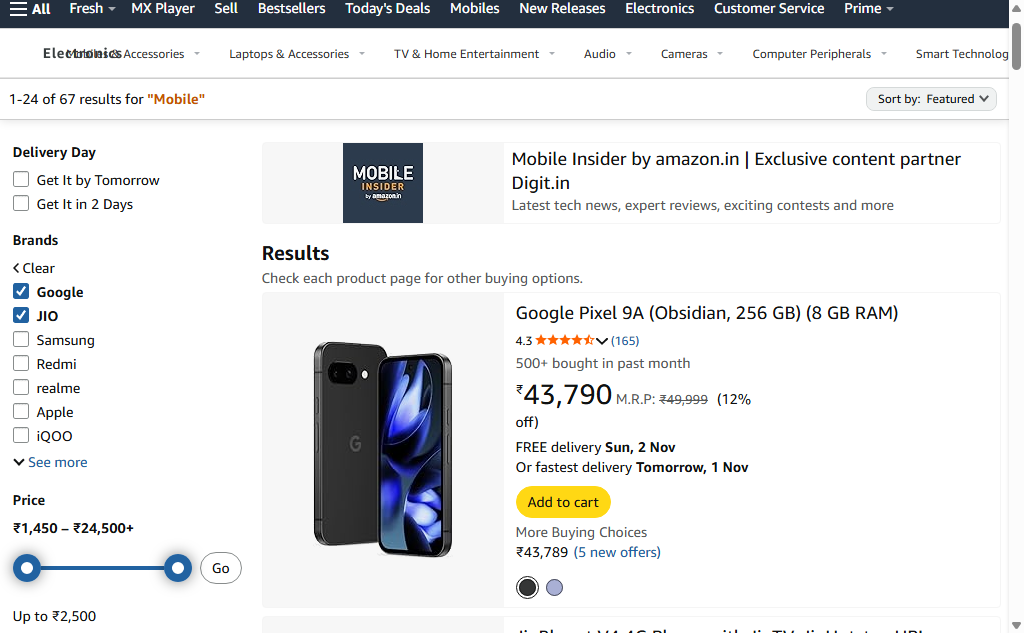 All Fresh MX Player Sell Bestsellers Today's Deals Mobiles New Releases Electronics Customer Service Prime
Electronics Mobiles & Accessories Laptops & Accessories TV & Home Entertainment Audio Cameras Computer Peripherals Smart Technolog
1-24 of 67 results for "Mobile"
Sort by: Featured
Delivery Day
Get It by Tomorrow
Get It in 2 Days
Brands
Clear
Google
JIO
Samsung
Redmi
realme
Apple
iQOO
See more
Price
₹1,450 – ₹24,500+
Go
Up to ₹2,500
MOBILE
INSIDER
by amazon.in
Mobile Insider by amazon.in | Exclusive content partner
Digit.in
Latest tech news, expert reviews, exciting contests and more
Results
Check each product page for other buying options.
G
Google Pixel 9A (Obsidian, 256 GB) (8 GB RAM)
4.3 (165)
500+ bought in past month
₹43,790 M.R.P: ₹49,999 (12%
off)
FREE delivery Sun, 2 Nov
Or fastest delivery Tomorrow, 1 Nov
Add to cart
More Buying Choices
₹43,789 (5 new offers)